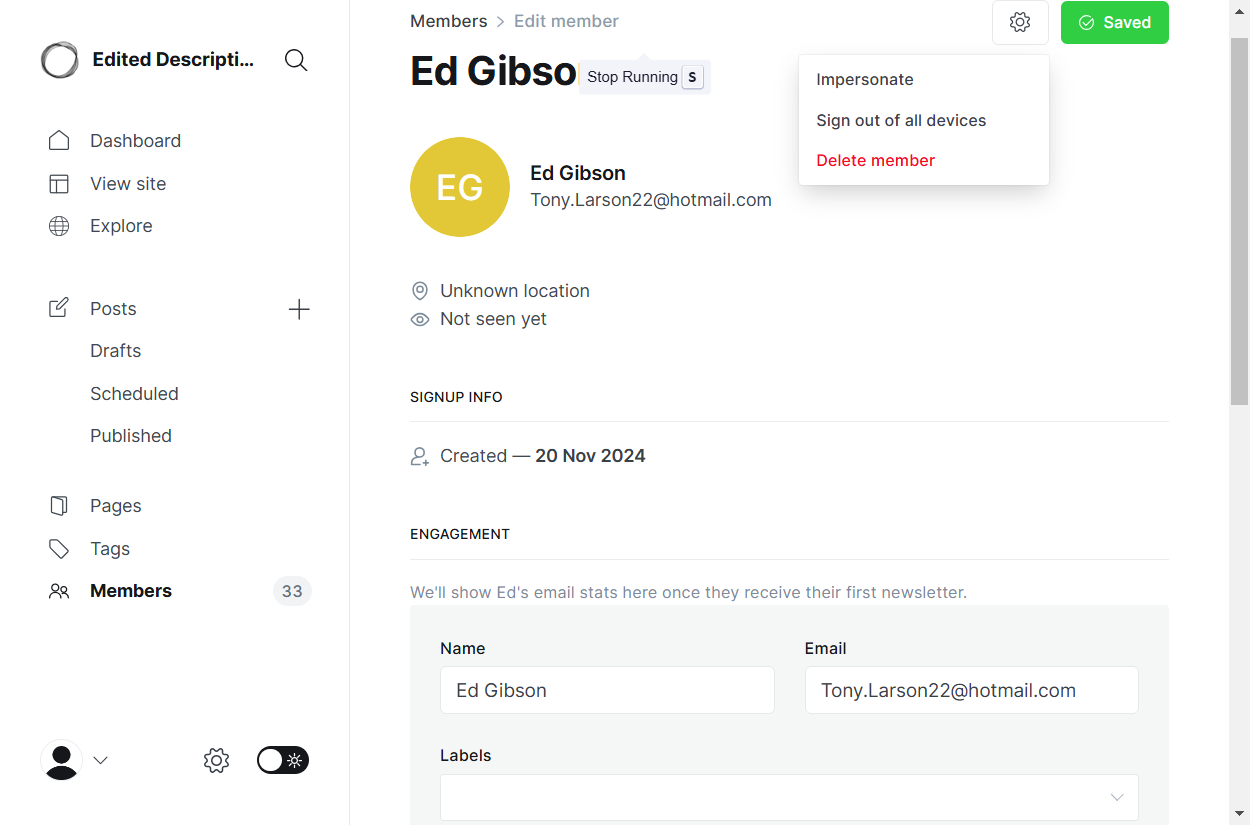 Edited Descripti...
Dashboard
View site
Explore
Posts
Drafts
Scheduled
Published
Pages
Tags
Members 33
Members > Edit member
Saved
Ed Gibso
Stop Running S
Impersonate
Sign out of all devices
Delete member
EG
Ed Gibson
Tony.Larson22@hotmail.com
Unknown location
Not seen yet
SIGNUP INFO
Created — 20 Nov 2024
ENGAGEMENT
We'll show Ed's email stats here once they receive their first newsletter.
Name Email
Ed Gibson Tony.Larson22@hotmail.com
Labels